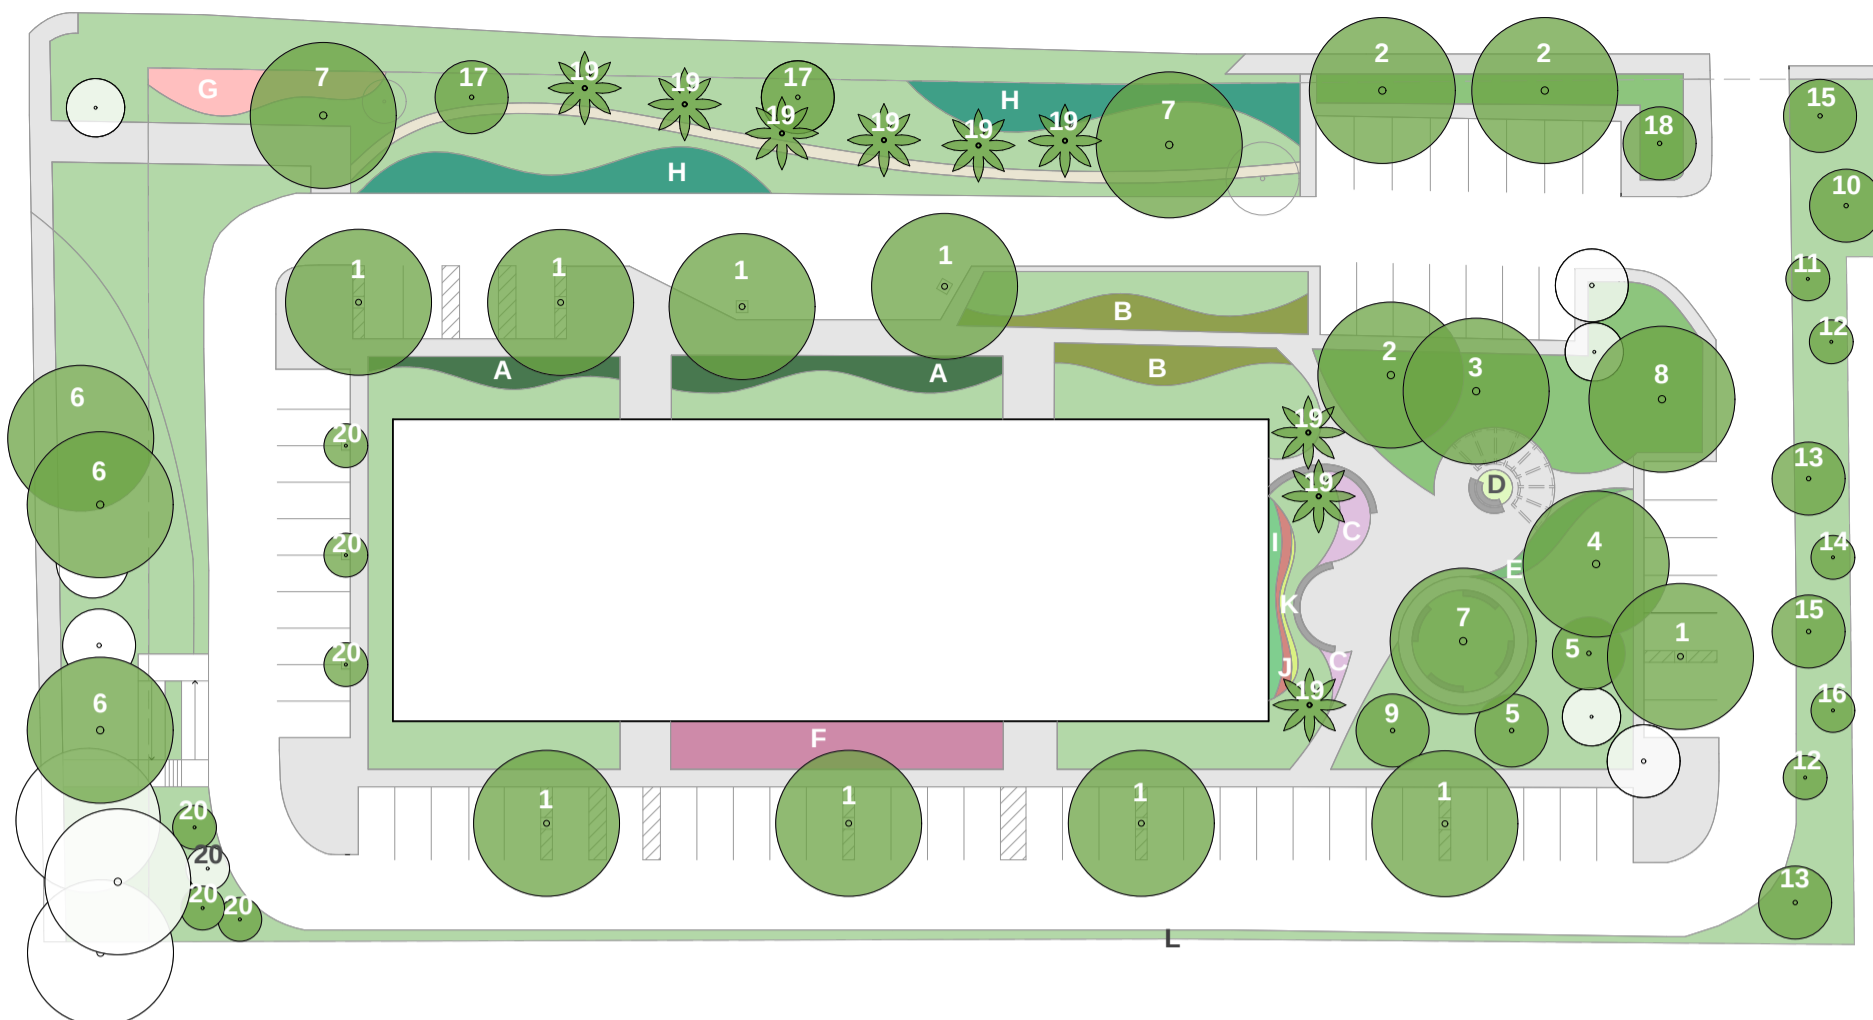 2 2
7 17 19 17
G 19
H 7 15
19 19 19 19
18
H
10
1 1 1 1
11
B
12
A A B 2 3 8
6
19
20
6 19 D 13
C
20 I E 4 14
K
7 15
20 J C 5 1
6 19 9 5 16
F
12
1 1 1 1
20
20
13
20 20
L